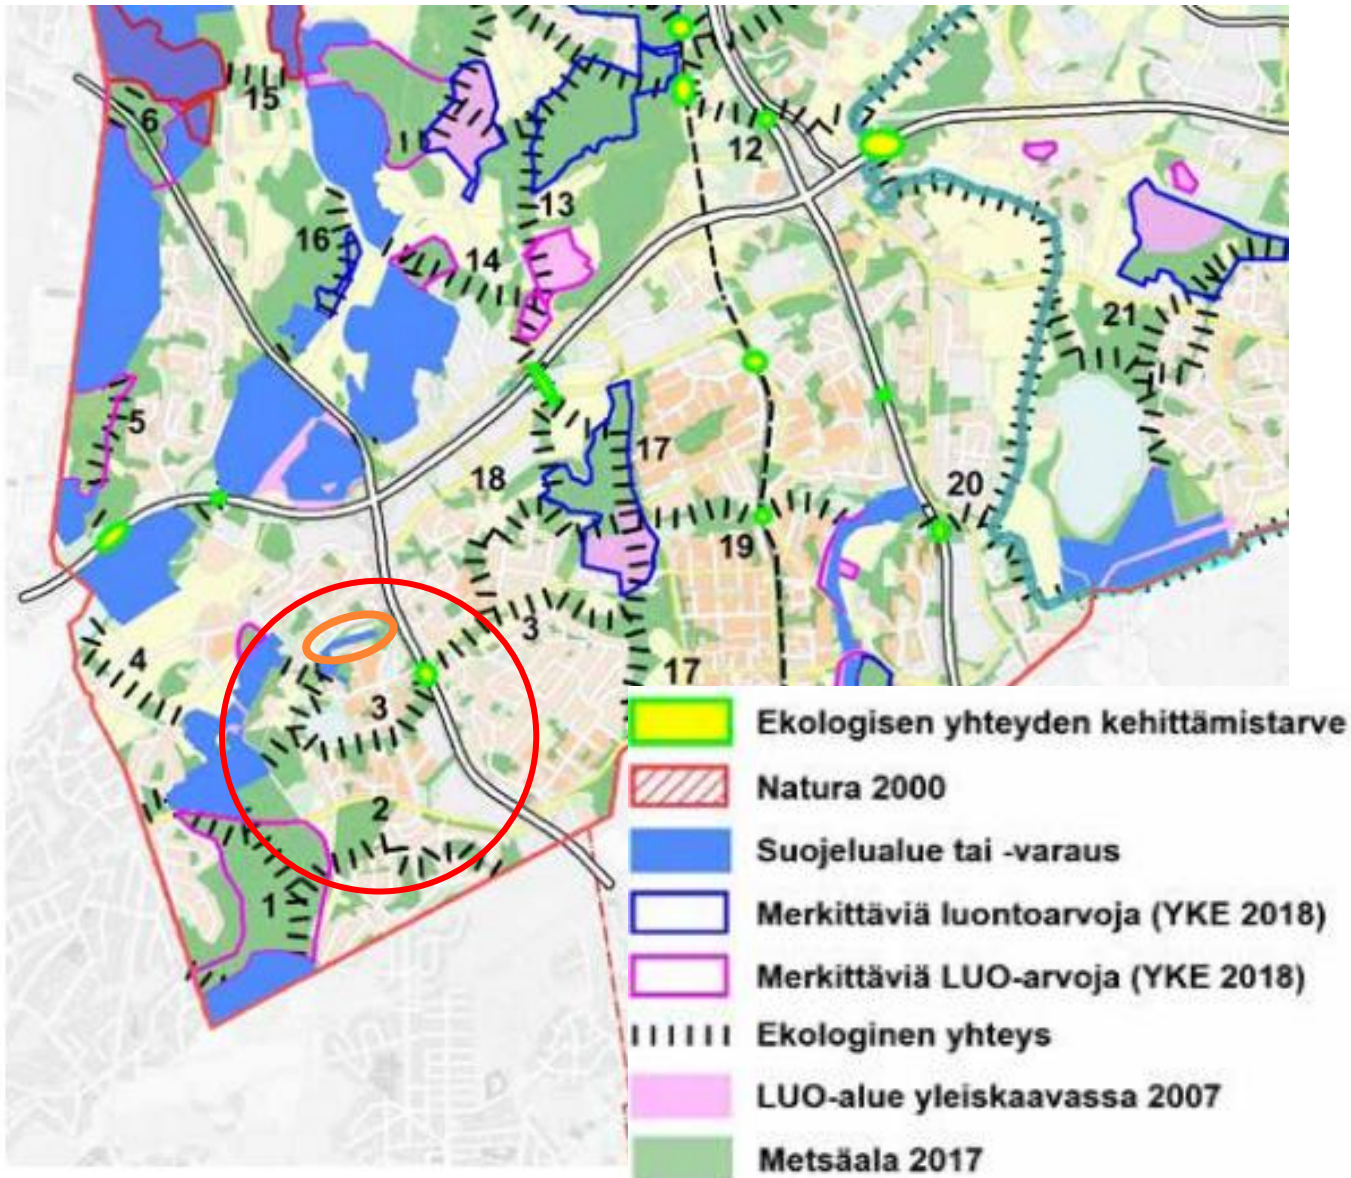 6
15
12
13
16
14
21
5
17
18
20
19
3
4
17
3
2
1
Ekologisen yhteyden kehittämistarve
Natura 2000
Suojelualue tai -varaus
Merkittäviä luontoarvoja (YKE 2018)
Merkittäviä LUO-arvoja (YKE 2018)
Ekologinen yhteys
LUO-alue yleiskaavassa 2007
Metsäala 2017